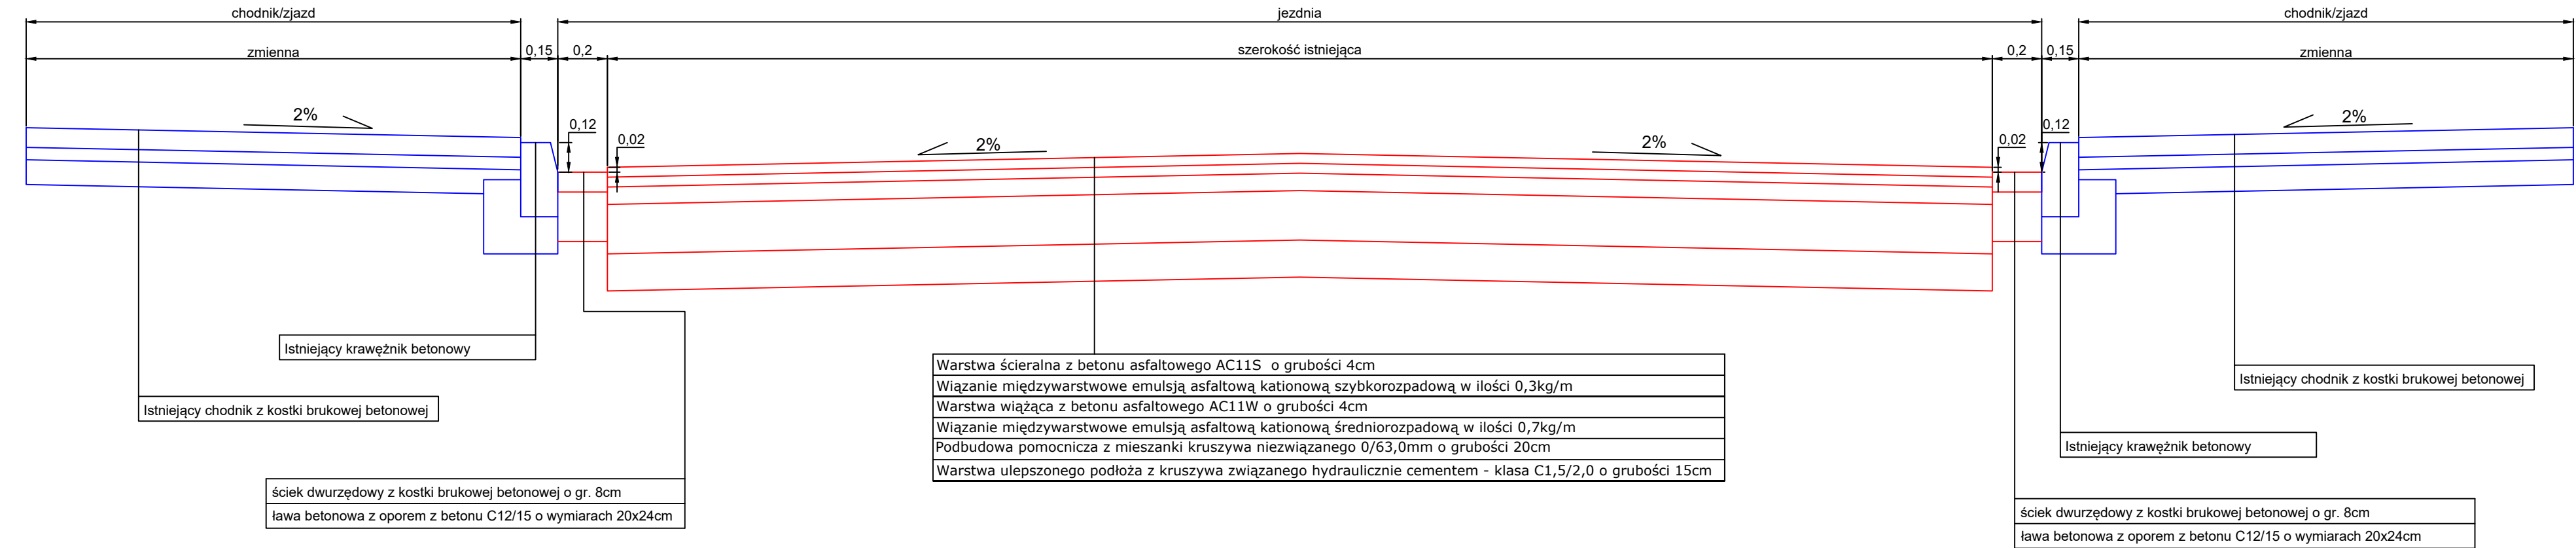 chodnik/zjazd
jezdnia
chodnik/zjazd
zmienna
0,15
0,2
szerokość istniejąca
0,2
0,15
zmienna
2%
0,12
0,02
2%
2%
0,02
0,12
2%
Istniejący krawężnik betonowy
Istniejący chodnik z kostki brukowej betonowej
ściek dwurzędowy z kostki brukowej betonowej o gr. 8cm
ława betonowa z oporem z betonu C12/15 o wymiarach 20x24cm
Warstwa ścieralna z betonu asfaltowego AC11S o grubości 4cm
Wiązanie międzywarstwowe emulsją asfaltową kationową szybkorozpadową w ilości 0,3kg/m
Warstwa wiążąca z betonu asfaltowego AC11W o grubości 4cm
Wiązanie międzywarstwowe emulsją asfaltową kationową średniorozpadową w ilości 0,7kg/m
Podbudowa pomocnicza z mieszanki kruszywa niezwiązanego 0/63,0mm o grubości 20cm
Warstwa ulepszonego podłoża z kruszywa związanego hydraulicznie cementem - klasa C1,5/2,0 o grubości 15cm
Istniejący chodnik z kostki brukowej betonowej
Istniejący krawężnik betonowy
ściek dwurzędowy z kostki brukowej betonowej o gr. 8cm
ława betonowa z oporem z betonu C12/15 o wymiarach 20x24cm